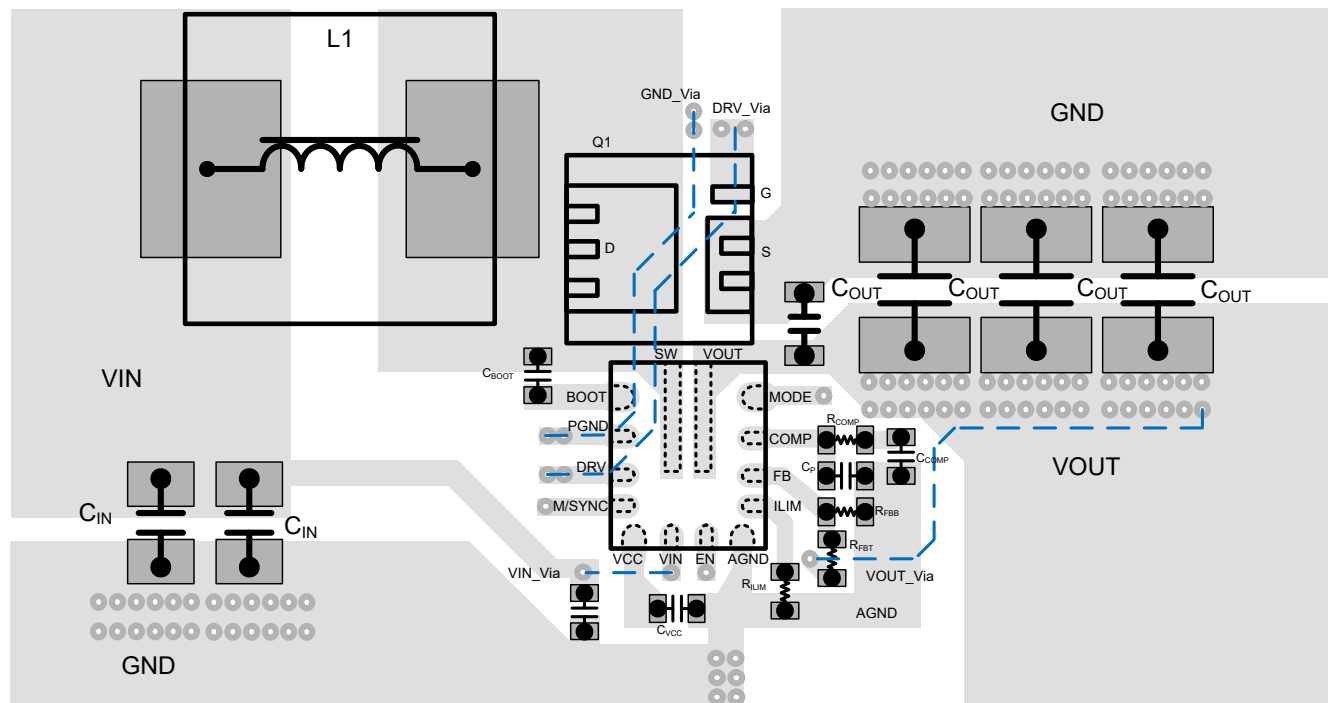 L1
GND_Via
DRV_Via
GND
Q1
G
D
S
COUT
COUT
COUT
COUT
SW
VOUT
VIN
CBOOT
BOOT
MODE
PGND
COMP
RCOMP
CCOMP
DRV
FB
CP
VOUT
M/SYNC
ILIM
RFBB
CIN
CIN
VCC
VIN
EN
AGND
RFBT
VIN_Via
RILIM
VOUT_Via
AGND
CVCC
GND